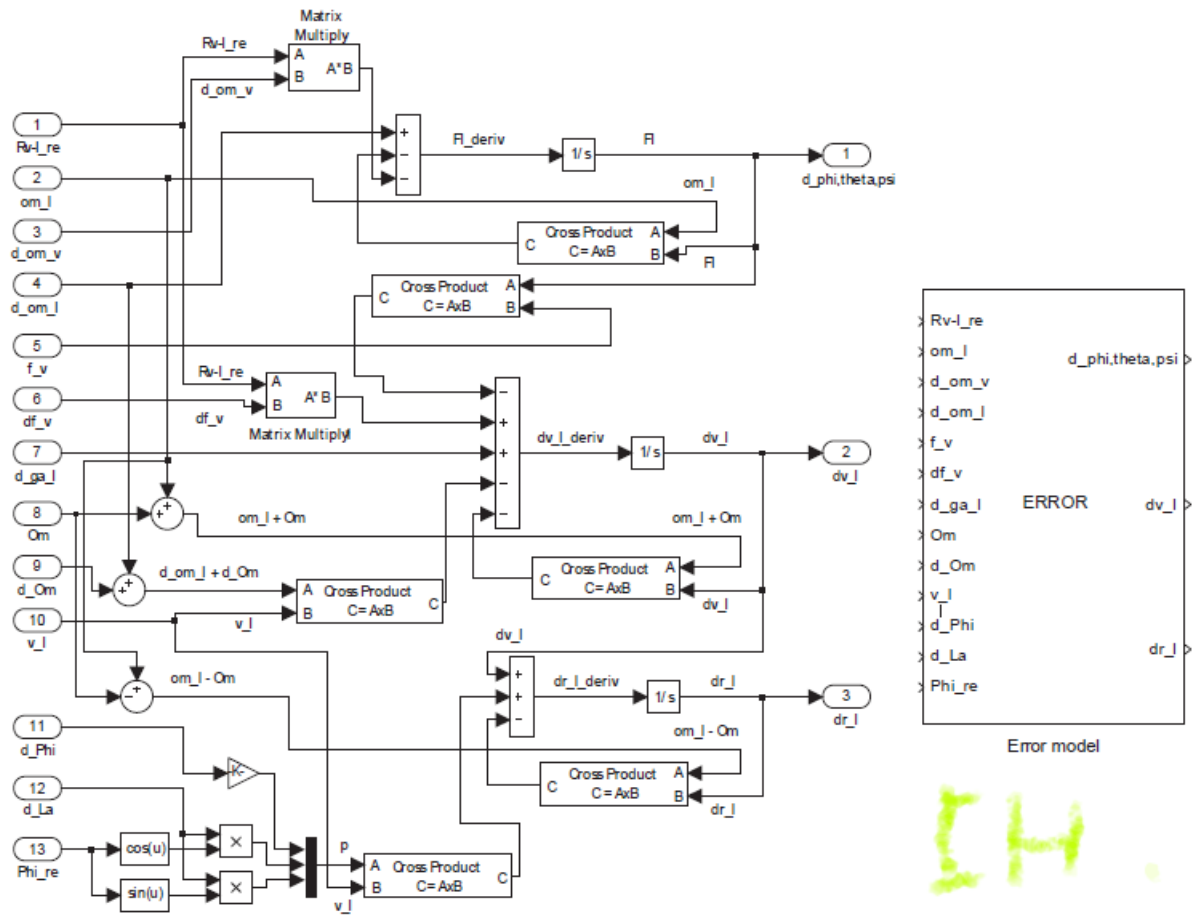 Matrix
Multiply
Rv-l_re
A
B
A* B
d_om_v
1
Rv-l_re
2
om_l
3
d_om_v
4
d_om_l
5
f_v
6
df_v
7
d_ga_l
8
Om
9
d_Om
10
v_l
11
d_Phi
12
d_La
13
Phi_re
+
−
−
Fl_deriv
1/s
Fl
1
d_phi,theta,psi
om_l
Cross Product
C = AxB
A
B
C
Fl
Cross Product
C = AxB
A
B
C
Rv-l_re
A
B
A* B
df_v
Matrix Multiplyl
−
+
+
−
−
dv_l_deriv
1/s
dv_l
2
dv_l
++
om_l + Om
om_l + Om
++
d_om_l + d_Om
A
B
Cross Product
C = AxB
C
v_l
Cross Product
C = AxB
A
B
C
dv_l
dv_l
+
+
−
dr_l_deriv
1/s
dr_l
3
dr_l
−+
om_l - Om
om_l - Om
Cross Product
C = AxB
A
B
C
dr_l
-K-
cos(u)
×
sin(u)
×
p
A
B
Cross Product
C = AxB
C
v_l
Rv-l_re
om_l
d_om_v
d_om_l
f_v
df_v
d_ga_l
Om
d_Om
v_l
d_Phi
d_La
Phi_re
ERROR
d_phi,theta,psi
dv_l
dr_l
Error model